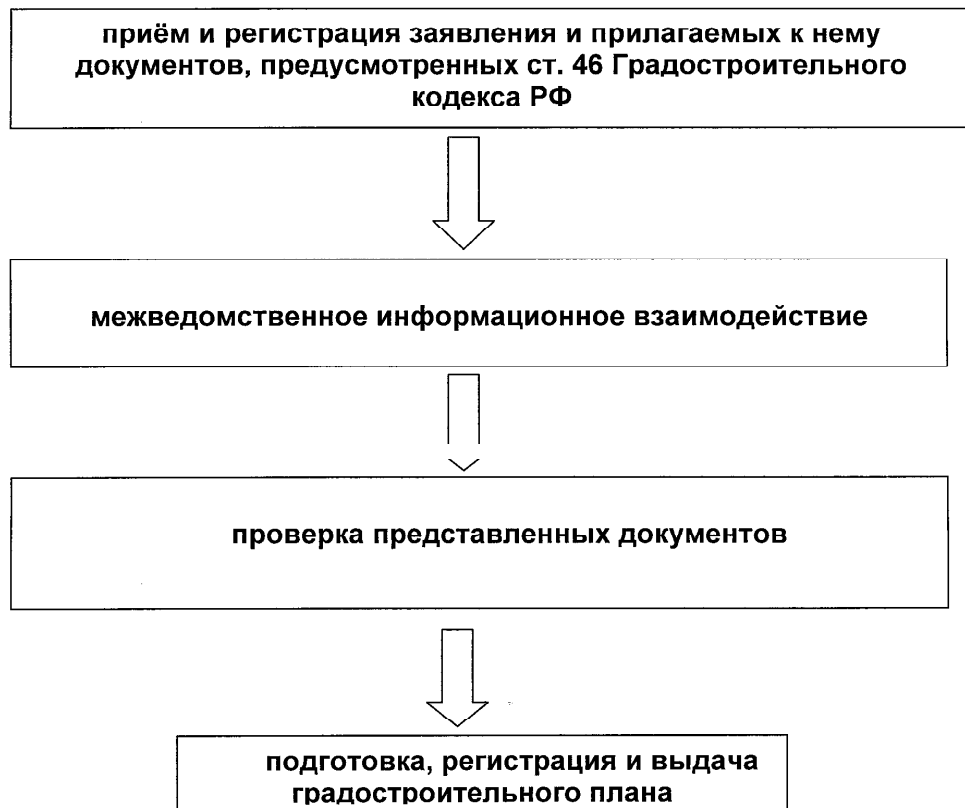 приём и регистрация заявления и прилагаемых к нему
документов, предусмотренных ст. 46 Градостроительного
кодекса РФ
межведомственное информационное взаимодействие
проверка представленных документов
подготовка, регистрация и выдача
градостроительного плана